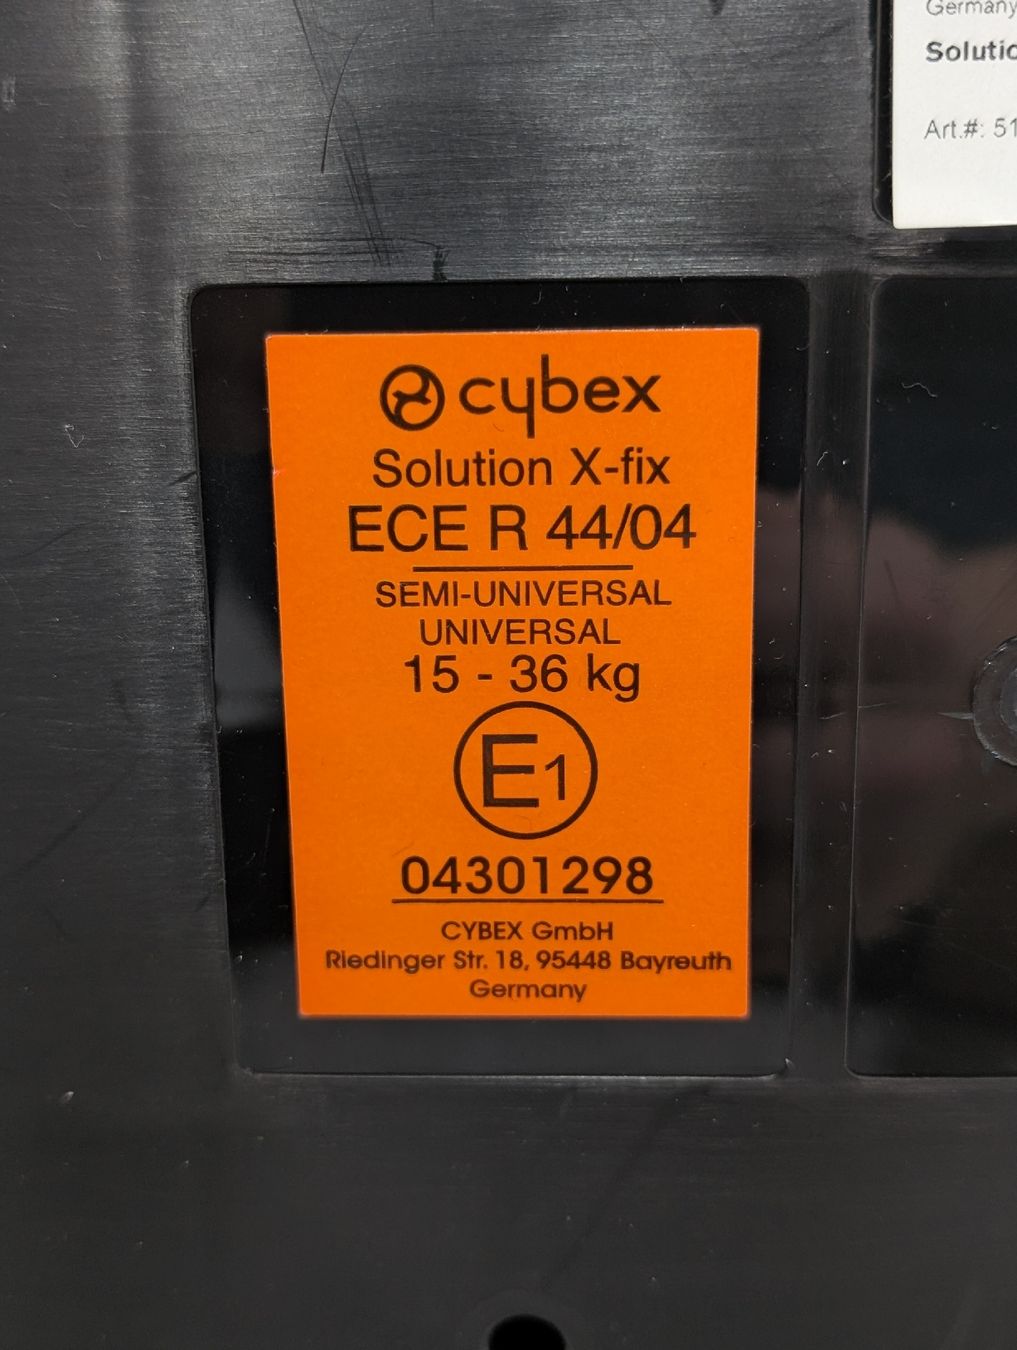 Germany
Art.#: 51
cybex
Solution X-fix
ECE R 44/04
SEMI-UNIVERSAL
UNIVERSAL
15 - 36 kg
E1
04301298
CYBEX GmbH
Riedinger Str. 18, 95448 Bayreuth
Germany